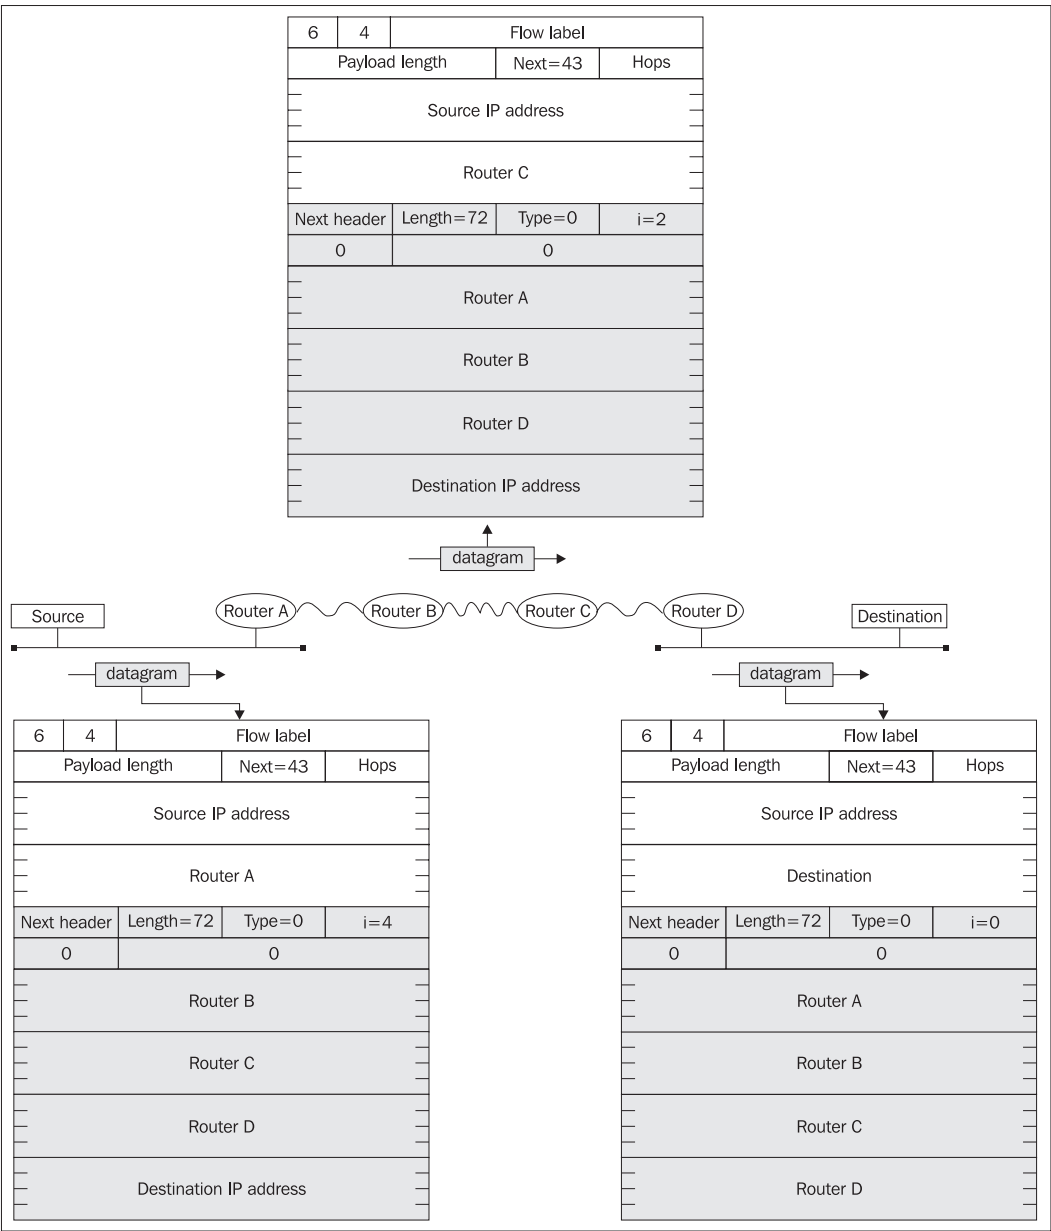 6 4 Flow label
Payload length Next=43 Hops
Source IP address
Router C
Next header Length=72 Type=0 i=2
0 0
Router A
Router B
Router D
Destination IP address
datagram
Source Router A Router B Router C Router D Destination
datagram datagram
6 4 Flow label
Payload length Next=43 Hops
Source IP address
Router A
Next header Length=72 Type=0 i=4
0 0
Router B
Router C
Router D
Destination IP address
6 4 Flow label
Payload length Next=43 Hops
Source IP address
Destination
Next header Length=72 Type=0 i=0
0 0
Router A
Router B
Router C
Router D